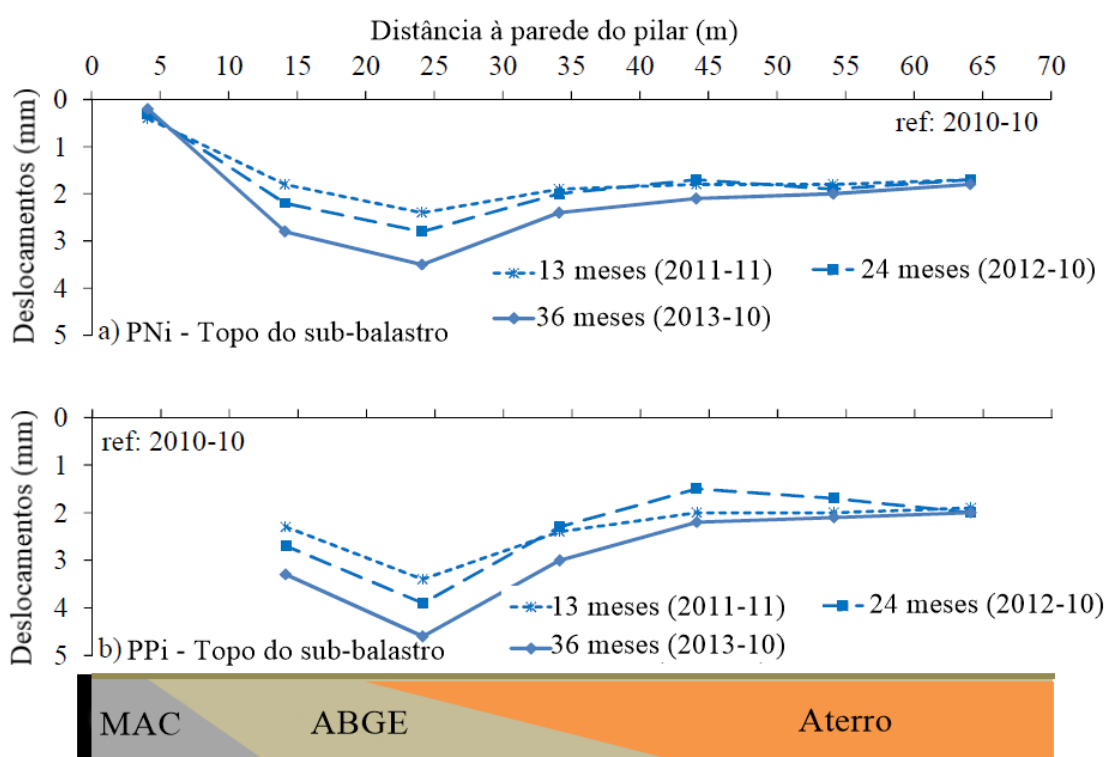 Distância à parede do pilar (m)
0 5 10 15 20 25 30 35 40 45 50 55 60 65 70
Deslocamentos (mm)
0
1
2
3
4
5
ref: 2010-10
13 meses (2011-11)
24 meses (2012-10)
36 meses (2013-10)
a) PNi - Topo do sub-balastro
Deslocamentos (mm)
0
1
2
3
4
5
ref: 2010-10
13 meses (2011-11)
24 meses (2012-10)
36 meses (2013-10)
b) PPi - Topo do sub-balastro
MAC ABGE Aterro